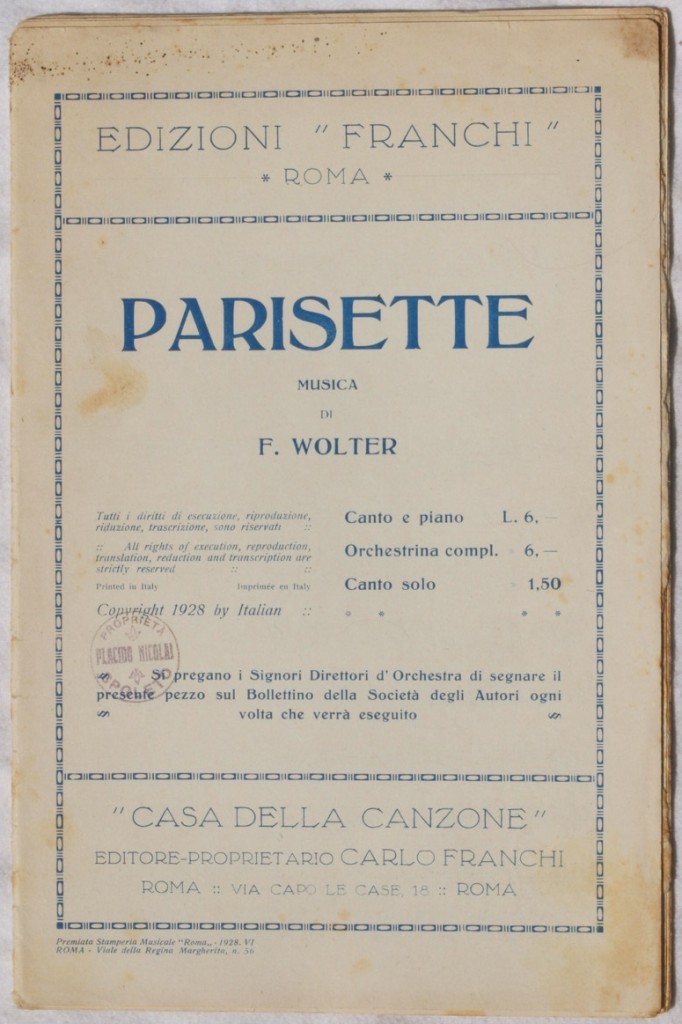 EDIZIONI " FRANCHI "
* ROMA *
PARISETTE
MUSICA
DI
F. WOLTER
Tutti i diritti di esecuzione, riproduzione,
riduzione, trascrizione, sono riservati ::
:: All rights of execution, reproduction,
translation, reduction and transcription are
strictly reserved :: ::
Printed in Italy Imprimée en Italy
Copyright 1928 by Italian ::
Canto e piano L. 6,—
Orchestrina compl. 6,—
Canto solo 1,50
PROPRIETÀ
PLACIDO NICOLAI
SPOLETO
Si pregano i Signori Direttori d'Orchestra di segnare il
presente pezzo sul Bollettino della Società degli Autori ogni
volta che verrà eseguito
"CASA DELLA CANZONE"
EDITORE-PROPRIETARIO CARLO FRANCHI
ROMA :: VIA CAPO LE CASE, 18 :: ROMA
Premiata Stamperia Musicale "Roma„ - 1928. VI
ROMA - Viale della Regina Margherita, n. 36